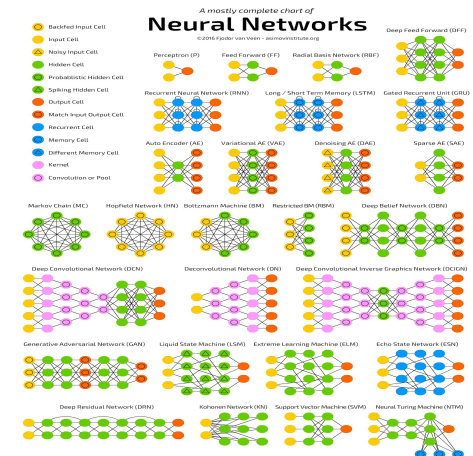 A mostly complete chart of
Neural Networks
©2016 Fjodor van Veen - asimovinstitute.org
Backfed Input Cell
Input Cell
Noisy Input Cell
Hidden Cell
Probablistic Hidden Cell
Spiking Hidden Cell
Output Cell
Match Input Output Cell
Recurrent Cell
Memory Cell
Different Memory Cell
Kernel
Convolution or Pool
Deep Feed Forward (DFF)
Perceptron (P)
Feed Forward (FF)
Radial Basis Network (RBF)
Recurrent Neural Network (RNN)
Long / Short Term Memory (LSTM)
Gated Recurrent Unit (GRU)
Auto Encoder (AE)
Variational AE (VAE)
Denoising AE (DAE)
Sparse AE (SAE)
Markov Chain (MC)
Hopfield Network (HN)
Boltzmann Machine (BM)
Restricted BM (RBM)
Deep Belief Network (DBN)
Deep Convolutional Network (DCN)
Deconvolutional Network (DN)
Deep Convolutional Inverse Graphics Network (DCIGN)
Generative Adversarial Network (GAN)
Liquid State Machine (LSM)
Extreme Learning Machine (ELM)
Echo State Network (ESN)
Deep Residual Network (DRN)
Kohonen Network (KN)
Support Vector Machine (SVM)
Neural Turing Machine (NTM)